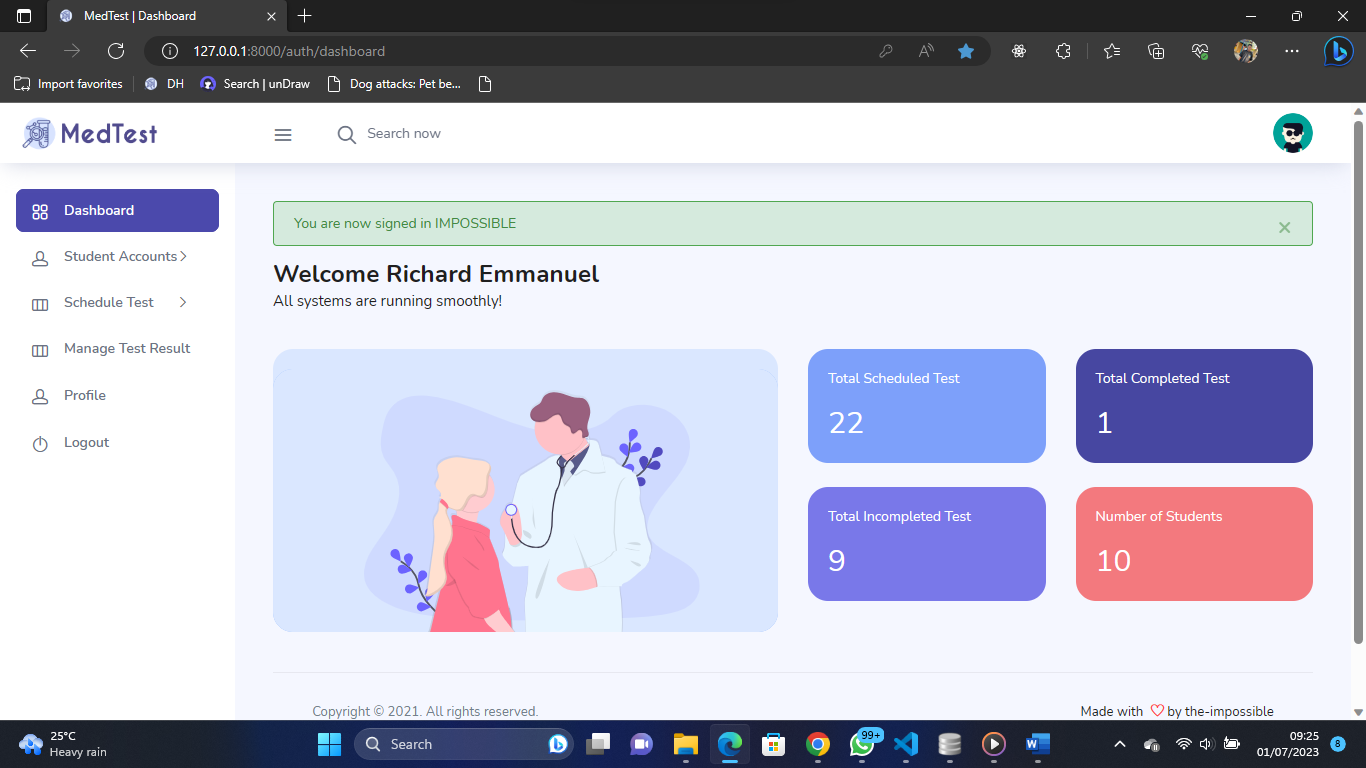 MedTest | Dashboard
127.0.0.1:8000/auth/dashboard
Import favorites
DH
Search | unDraw
Dog attacks: Pet be...
MedTest
Search now
Dashboard
Student Accounts
Schedule Test
Manage Test Result
Profile
Logout
You are now signed in IMPOSSIBLE
Welcome Richard Emmanuel
All systems are running smoothly!
Total Scheduled Test
22
Total Completed Test
1
Total Incompleted Test
9
Number of Students
10
Copyright © 2021. All rights reserved.
Made with ♡ by the-impossible
25°C
Heavy rain
Search
99+
09:25
01/07/2023
8